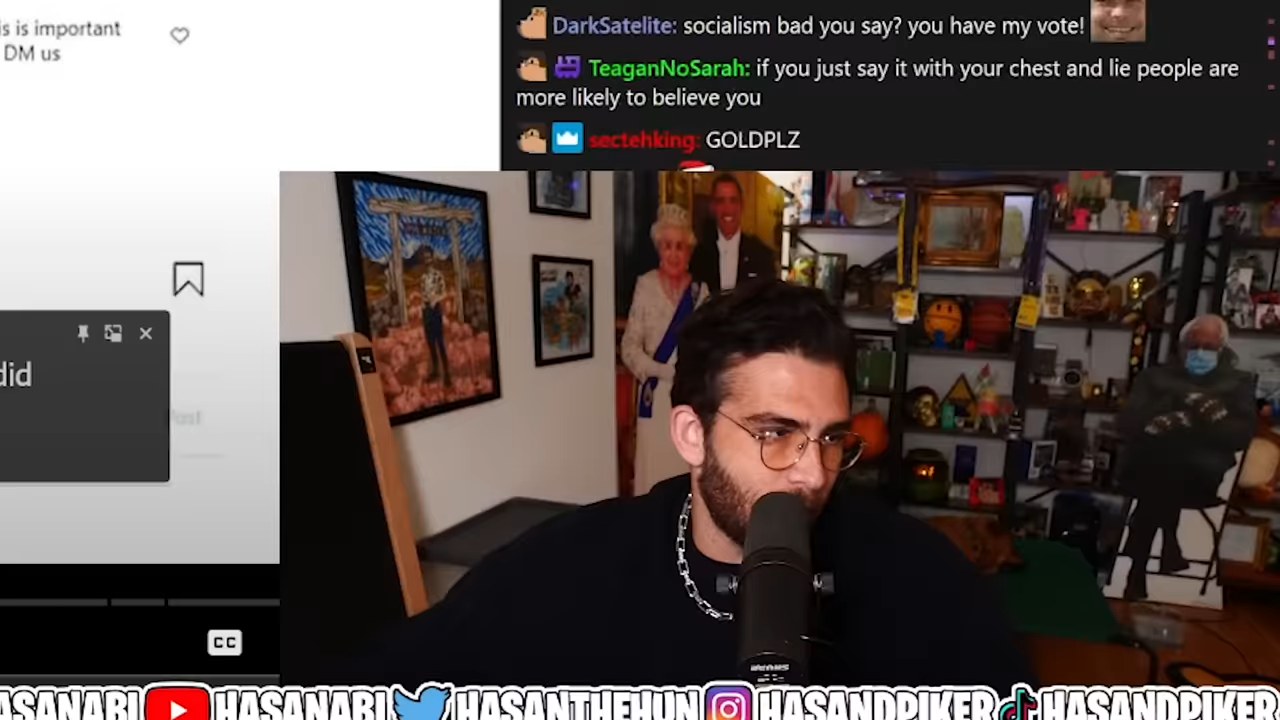 is is important
DM us
DarkSatelite: socialism bad you say? you have my vote!
TeaganNoSarah: if you just say it with your chest and lie people are
more likely to believe you
sectehking: GOLDPLZ
did
Post
CC
ASANABI HASANABI HASANTHEHUN HASANDPIKER HASANDPIKER